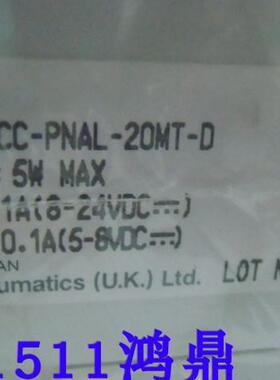 CC-PNAL-20MT-D
5W MAX
1A(8-24VDC⎓)
0.1A(5-8VDC⎓)
AN
umatics (U.K.) Ltd.
LOT N
1511鸿鼎